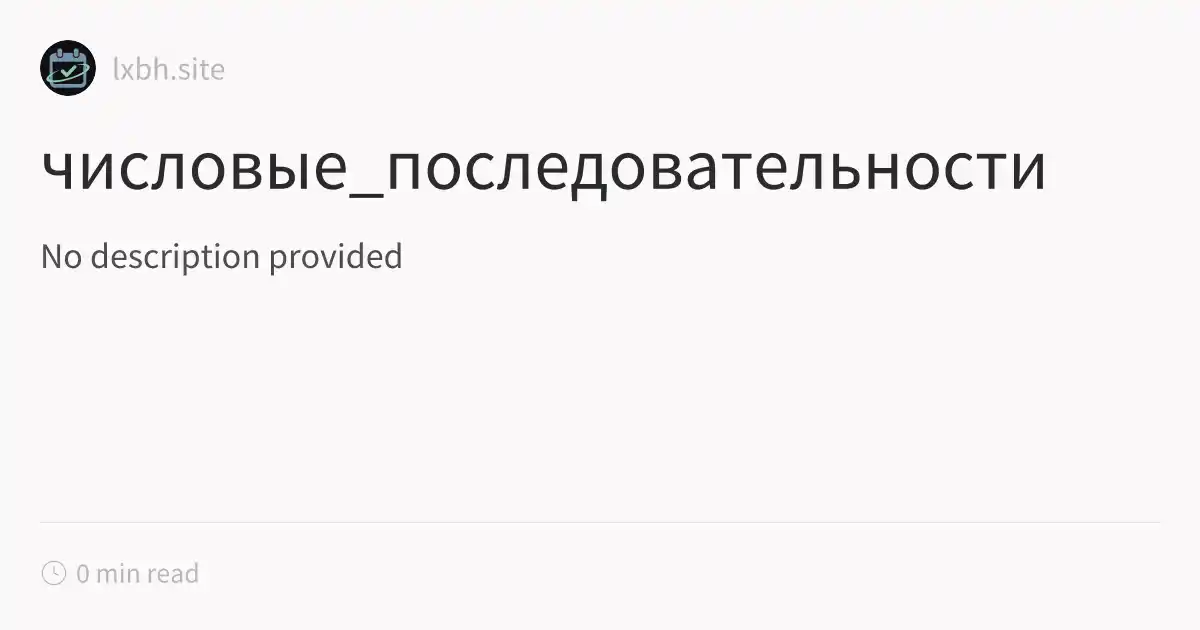 lxbh.site
числовые_последовательности
No description provided
0 min read